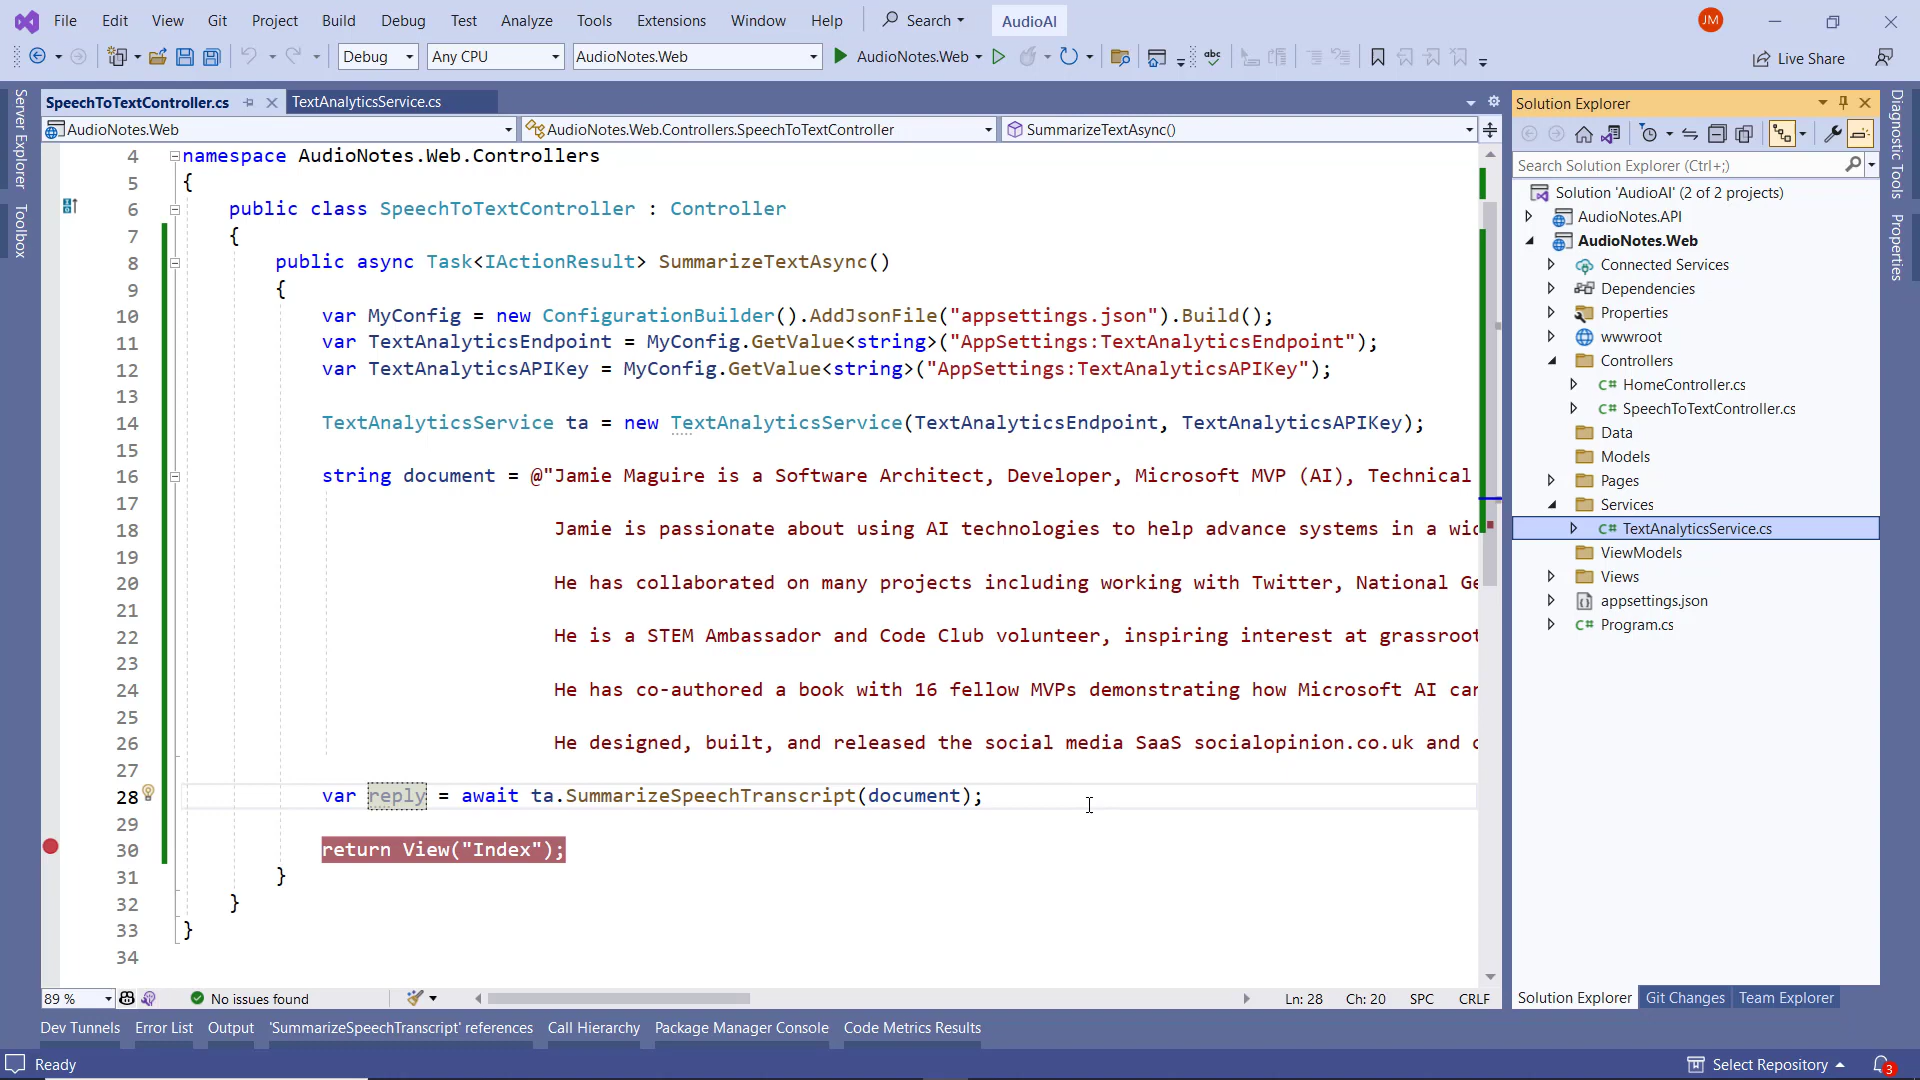 File Edit View Git Project Build Debug Test Analyze Tools Extensions Window Help Search AudioAI JM
Debug Any CPU AudioNotes.Web AudioNotes.Web abc Live Share
Server Explorer
Toolbox
SpeechToTextController.cs TextAnalyticsService.cs
AudioNotes.Web AudioNotes.Web.Controllers.SpeechToTextController SummarizeTextAsync()
4 namespace AudioNotes.Web.Controllers
5 {
6 public class SpeechToTextController : Controller
7 {
8 public async Task<IActionResult> SummarizeTextAsync()
9 {
10 var MyConfig = new ConfigurationBuilder().AddJsonFile("appsettings.json").Build();
11 var TextAnalyticsEndpoint = MyConfig.GetValue<string>("AppSettings:TextAnalyticsEndpoint");
12 var TextAnalyticsAPIKey = MyConfig.GetValue<string>("AppSettings:TextAnalyticsAPIKey");
13
14 TextAnalyticsService ta = new TextAnalyticsService(TextAnalyticsEndpoint, TextAnalyticsAPIKey);
15
16 string document = @"Jamie Maguire is a Software Architect, Developer, Microsoft MVP (AI), Technical
17
18 Jamie is passionate about using AI technologies to help advance systems in a wid
19
20 He has collaborated on many projects including working with Twitter, National Ge
21
22 He is a STEM Ambassador and Code Club volunteer, inspiring interest at grassroot
23
24 He has co-authored a book with 16 fellow MVPs demonstrating how Microsoft AI can
25
26 He designed, built, and released the social media SaaS socialopinion.co.uk and
27
28 var reply = await ta.SummarizeSpeechTranscript(document);
29
30 return View("Index");
31 }
32 }
33 }
34
89 % No issues found Ln: 28 Ch: 20 SPC CRLF
Solution Explorer
Search Solution Explorer (Ctrl+;)
Solution 'AudioAI' (2 of 2 projects)
AudioNotes.API
AudioNotes.Web
Connected Services
Dependencies
Properties
wwwroot
Controllers
C# HomeController.cs
C# SpeechToTextController.cs
Data
Models
Pages
Services
C# TextAnalyticsService.cs
ViewModels
Views
appsettings.json
C# Program.cs
Solution Explorer Git Changes Team Explorer
Diagnostic Tools
Properties
Dev Tunnels Error List Output 'SummarizeSpeechTranscript' references Call Hierarchy Package Manager Console Code Metrics Results
Ready Select Repository 3